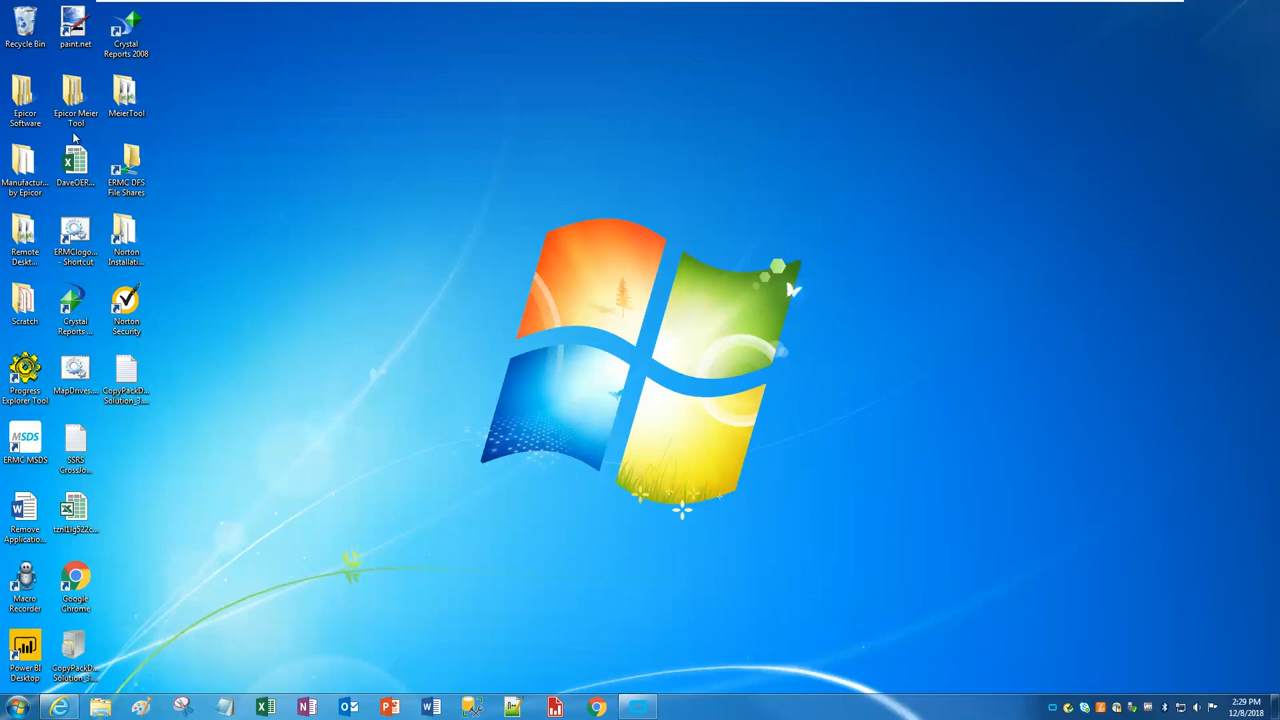 Recycle Bin
paint.net
Crystal
Reports 2008
Epicor
Software
Epicor Meier
Tool
MeierTool
Manufactur...
by Epicor
DaveOER...
ERMC DFS
File Shares
Remote
Deskt...
ERMClogo...
- Shortcut
Norton
Installati...
Scratch
Crystal
Reports ...
Norton
Security
Progress
Explorer Tool
MapDrives....
CopyPackD...
Solution_3....
MSDS
ERMC MSDS
SSRS
CrossJo...
Remove
Applicatio...
Macro
Recorder
Google
Chrome
Power BI
Desktop
CopyPackD...
Solution_3....
2:29 PM
12/8/2018